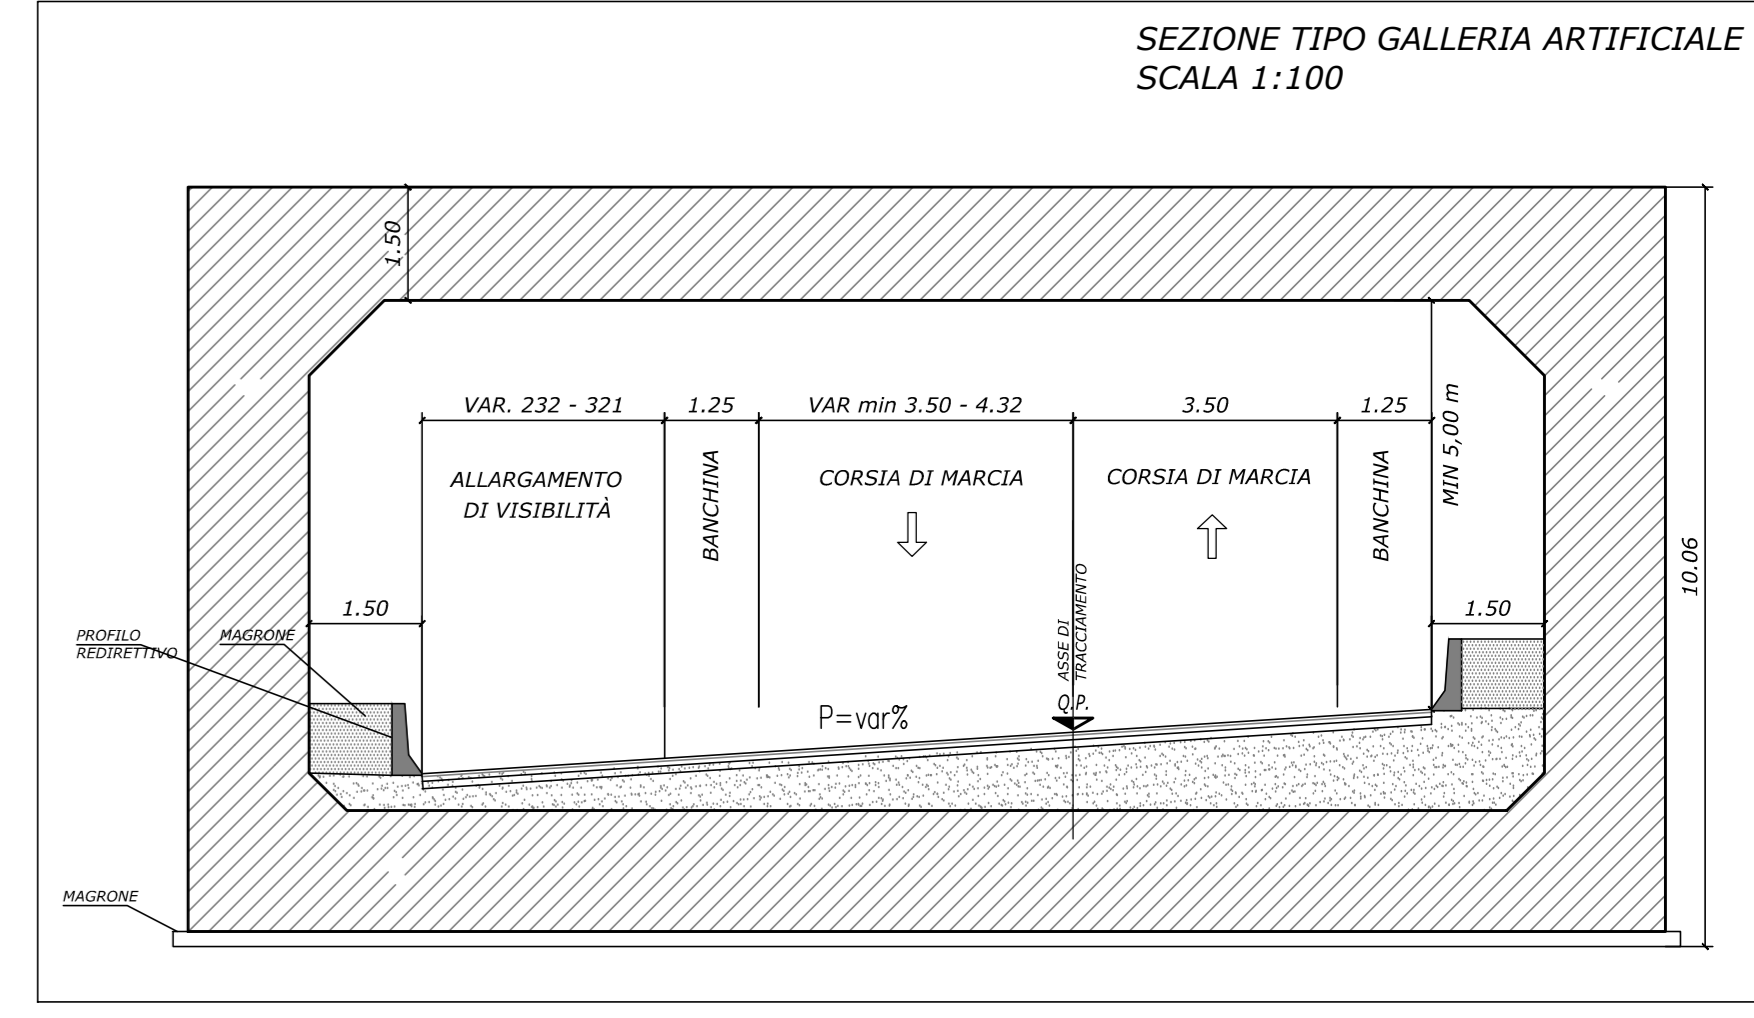 SEZIONE TIPO GALLERIA ARTIFICIALE
SCALA 1:100
1.50
VAR. 232 - 321
1.25
VAR min 3.50 - 4.32
3.50
1.25
MIN 5,00 m
ALLARGAMENTO
DI VISIBILITÀ
BANCHINA
CORSIA DI MARCIA
CORSIA DI MARCIA
BANCHINA
10.06
1.50
1.50
PROFILO
REDIRETTIVO
MAGRONE
ASSE DI
TRACCIAMENTO
Q.P.
P=var%
MAGRONE